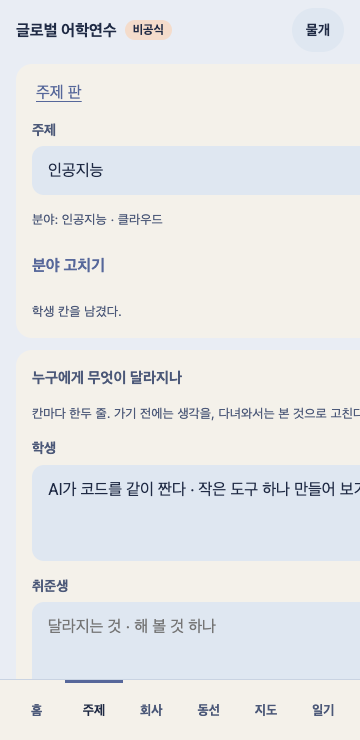 글로벌 어학연수 비공식 물개
주제 판
주제
인공지능
분야: 인공지능 · 클라우드
분야 고치기
학생 칸을 남겼다.
누구에게 무엇이 달라지나
칸마다 한두 줄. 가기 전에는 생각을, 다녀와서는 본 것으로 고친다
학생
AI가 코드를 같이 짠다 · 작은 도구 하나 만들어 보기
취준생
달라지는 것 · 해 볼 것 하나
홈 주제 회사 동선 지도 일기